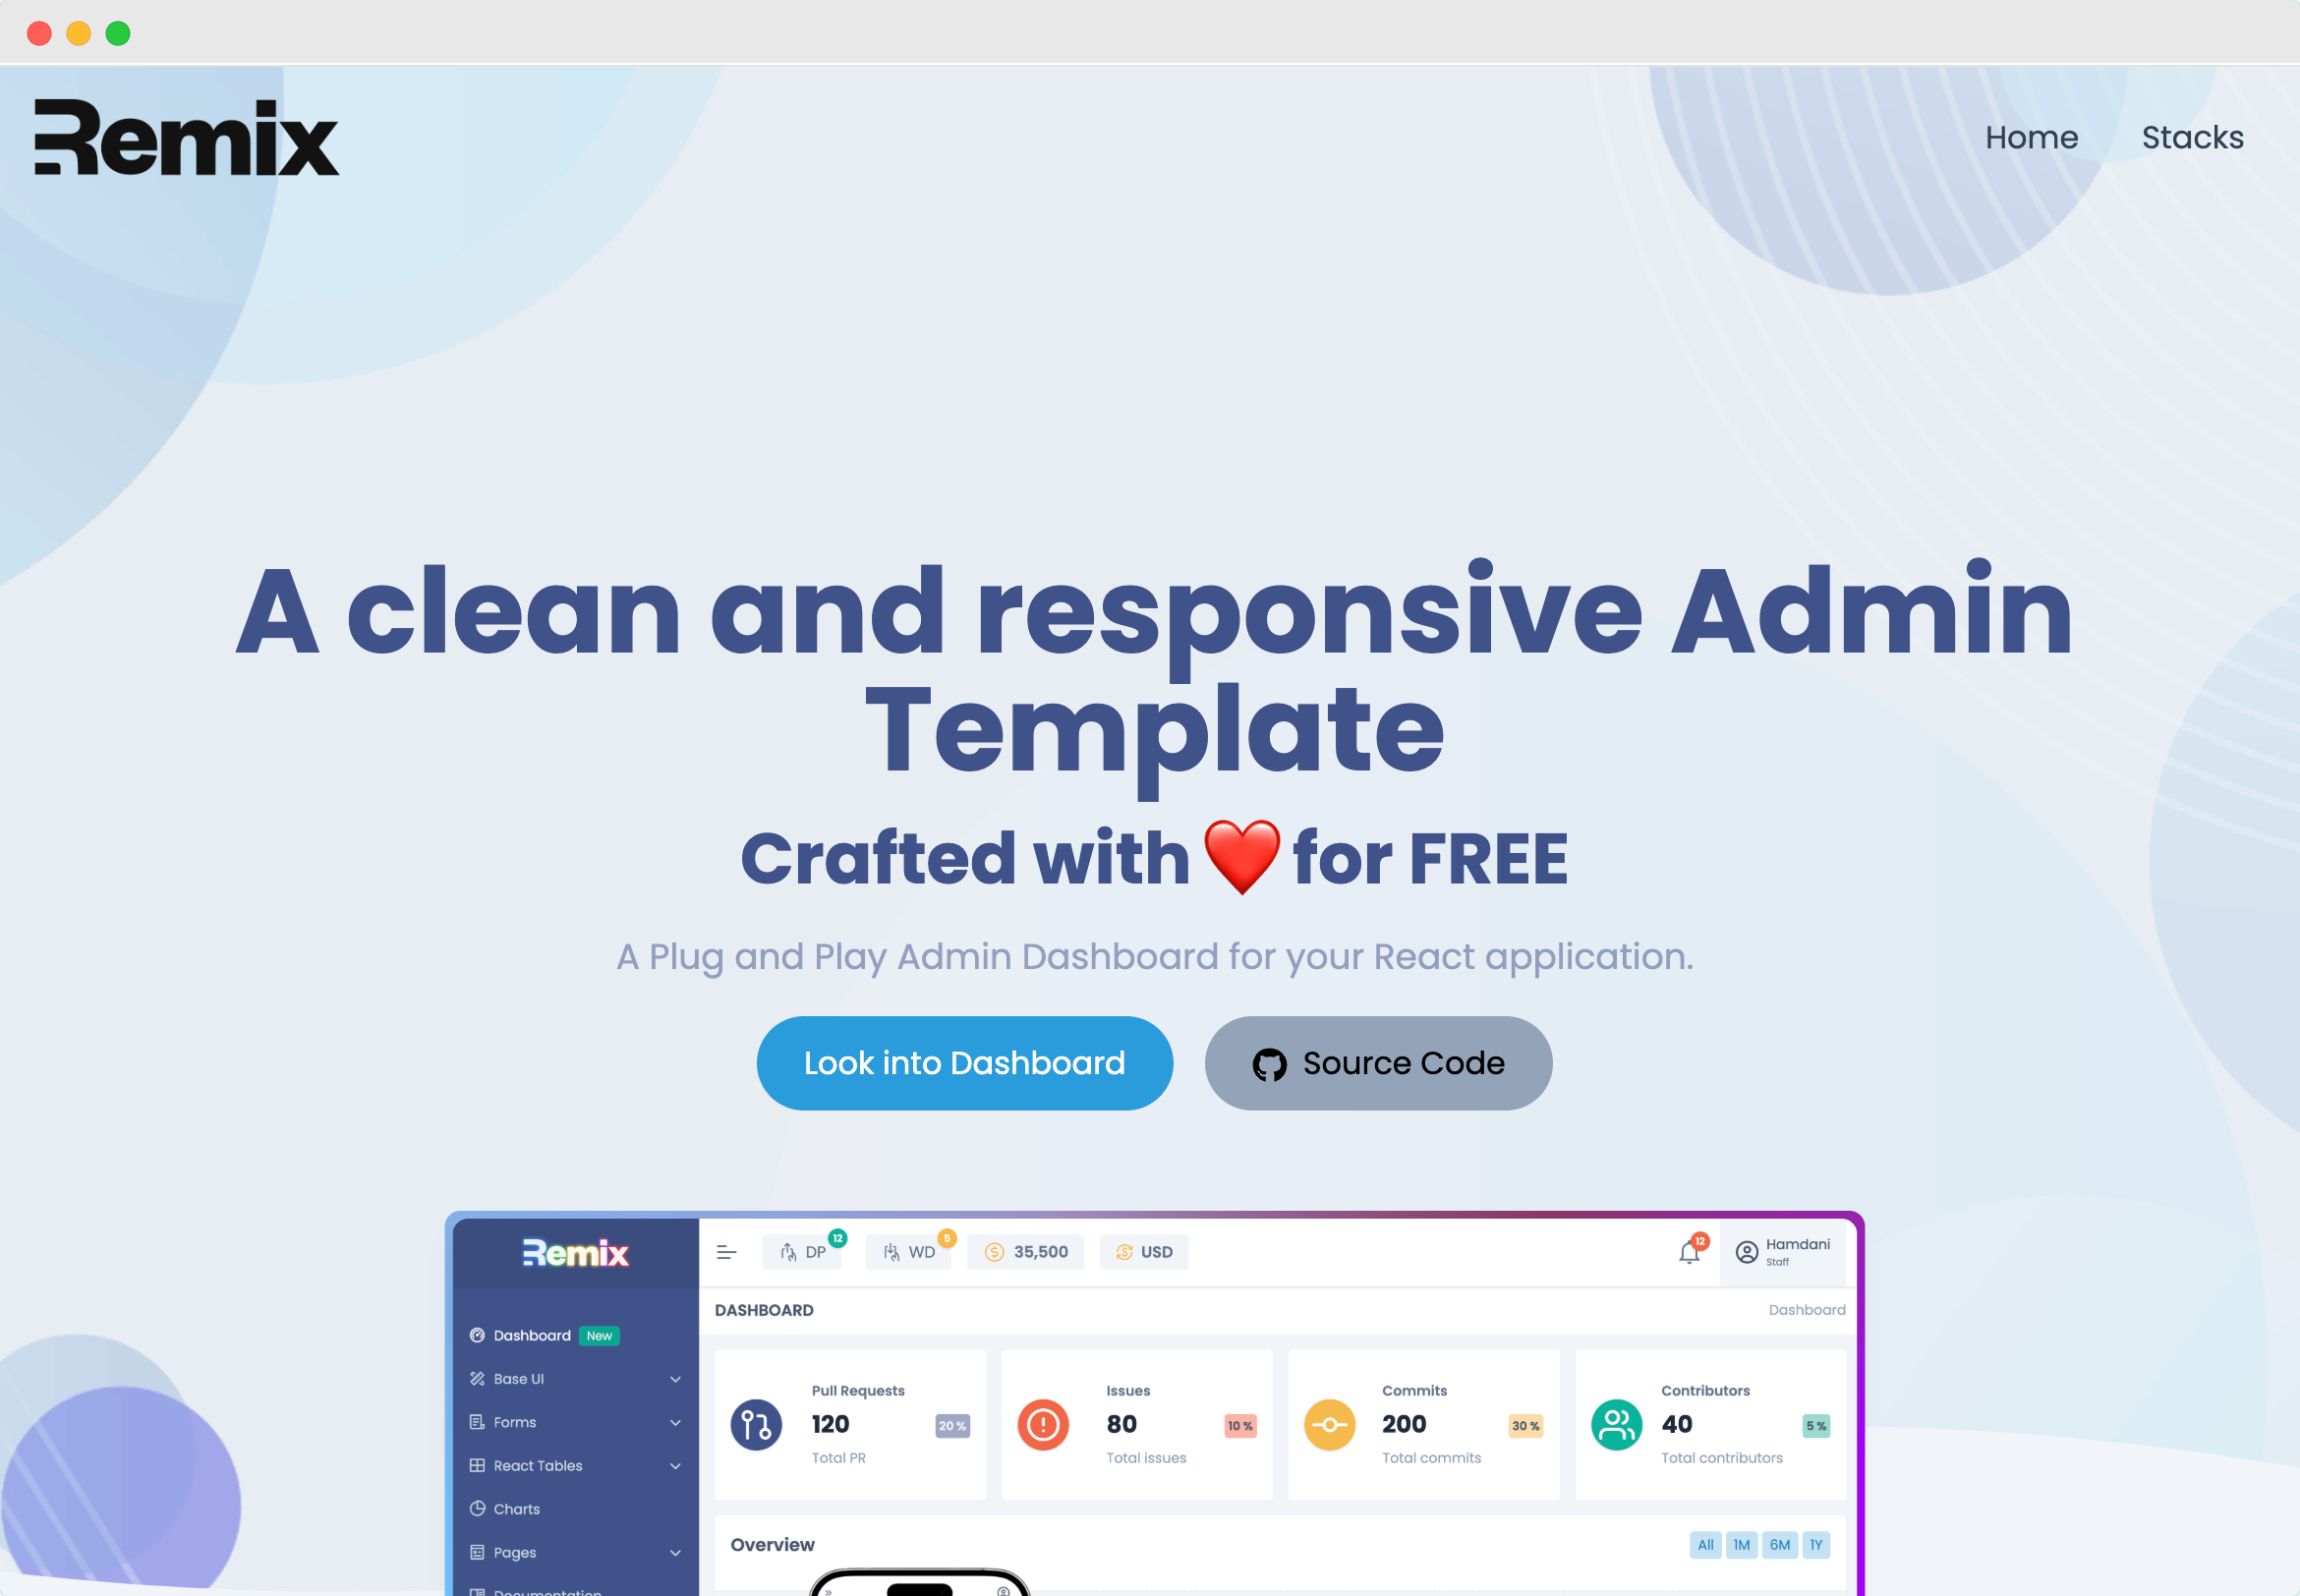 Remix
Home
Stacks
A clean and responsive Admin
Template
Crafted with ❤️ for FREE
A Plug and Play Admin Dashboard for your React application.
Look into Dashboard
Source Code
Remix
DP
12
WD
5
35,500
USD
12
Hamdani
Staff
DASHBOARD
Dashboard
Dashboard
New
Base UI
Forms
React Tables
Charts
Pages
Documentation
Pull Requests
120
20 %
Total PR
Issues
80
10 %
Total issues
Commits
200
30 %
Total commits
Contributors
40
5 %
Total contributors
Overview
All
1M
6M
1Y